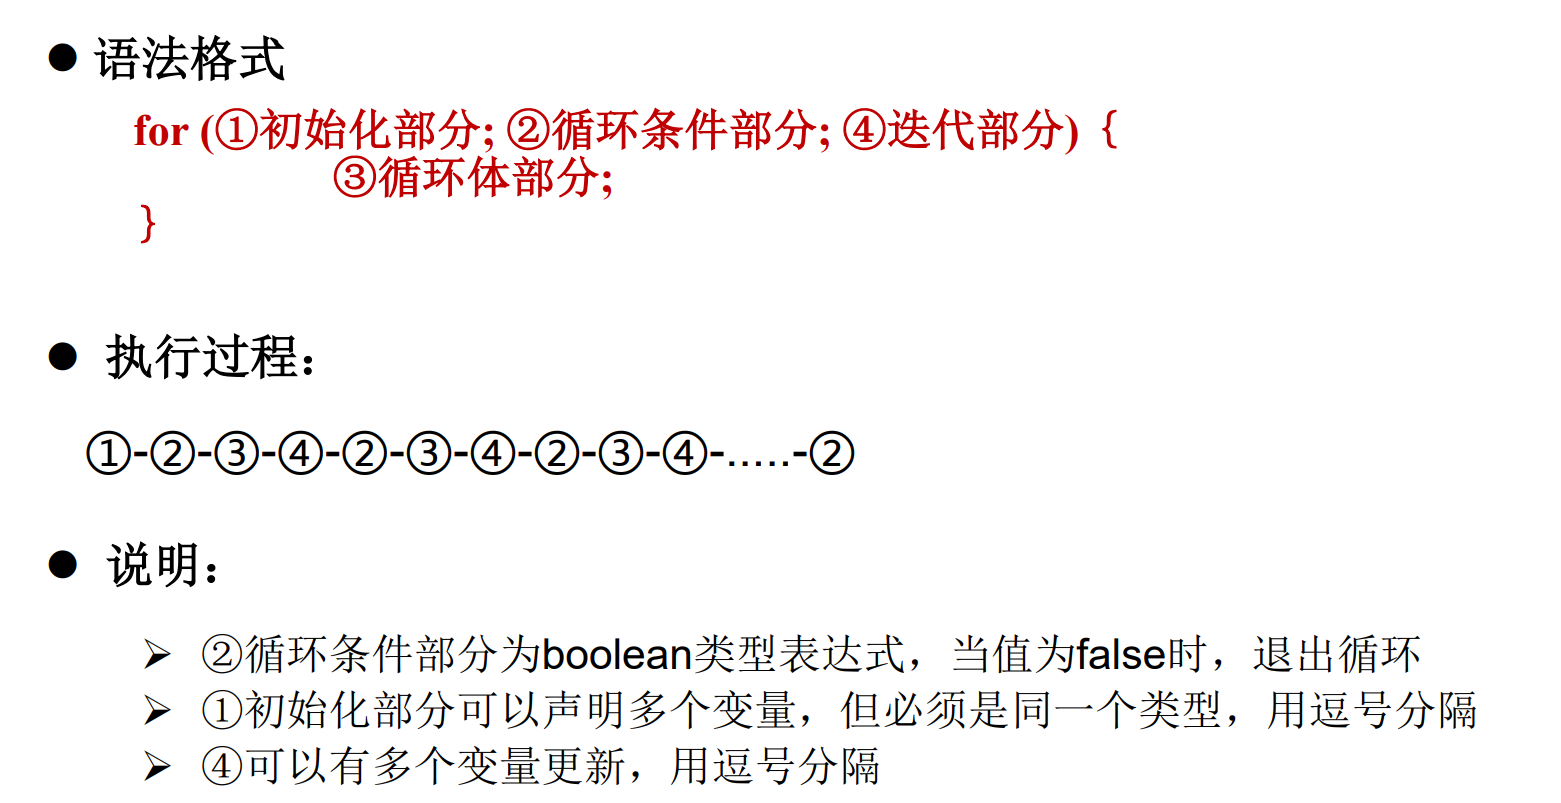 ● 语法格式
for (①初始化部分; ②循环条件部分; ④迭代部分) {
③循环体部分;
}
● 执行过程：
①-②-③-④-②-③-④-②-③-④-.....-②
● 说明：
➢ ②循环条件部分为boolean类型表达式，当值为false时，退出循环
➢ ①初始化部分可以声明多个变量，但必须是同一个类型，用逗号分隔
➢ ④可以有多个变量更新，用逗号分隔